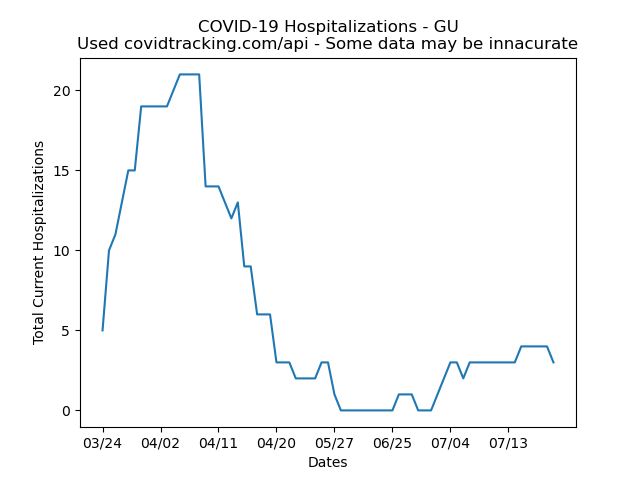 COVID-19 Hospitalizations - GU
Used covidtracking.com/api - Some data may be innacurate
Total Current Hospitalizations
20
15
10
5
0
03/24 04/02 04/11 04/20 05/27 06/25 07/04 07/13
Dates